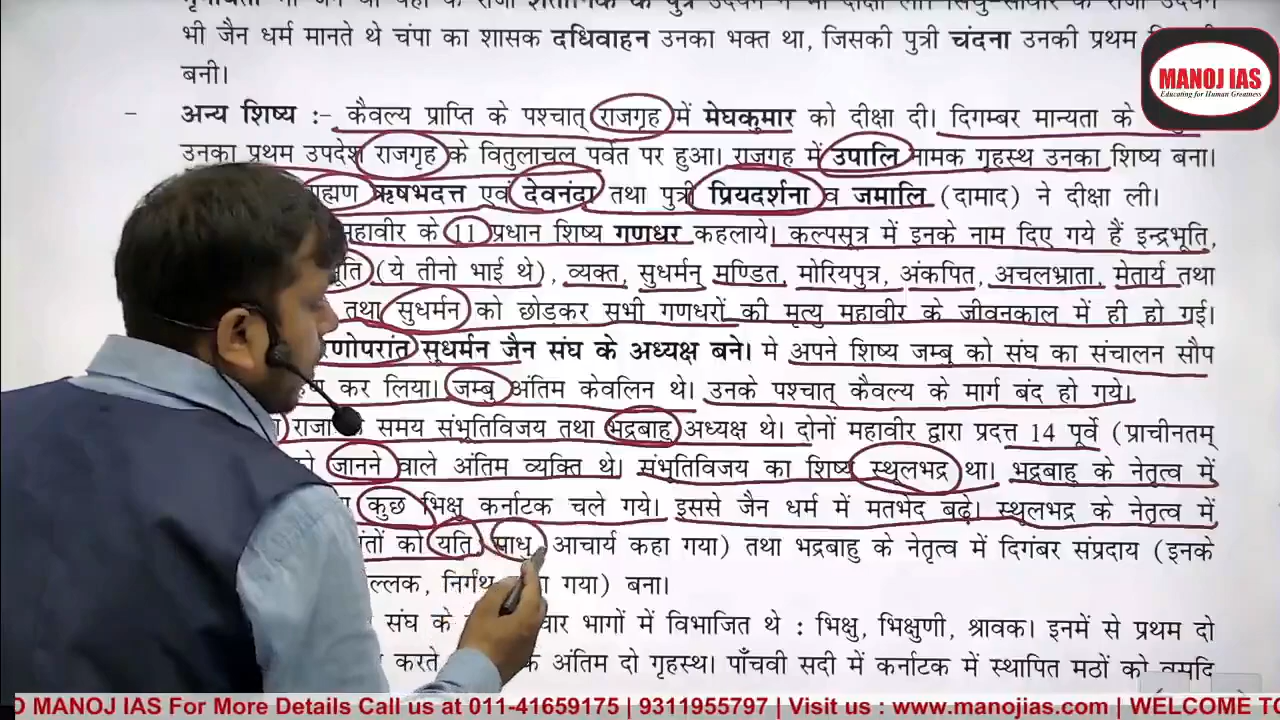 भी जैन धर्म मानते थे चंपा का शासक दधिवाहन उनका भक्त था, जिसकी पुत्री चंदना उनकी प्रथम
बनी।
MANOJ IAS
Educating for Human Greatness
- अन्य शिष्य :- कैवल्य प्राप्ति के पश्चात् राजगृह में मेघकुमार को दीक्षा दी। दिगम्बर मान्यता के
उनका प्रथम उपदेश राजगृह के वितुलाचल पर्वत पर हुआ। राजगृह में उपालि नामक गृहस्थ उनका शिष्य बना।
ऋषभदत्त एवं देवनंदा तथा पुत्री प्रियदर्शना व जमालि (दामाद) ने दीक्षा ली।
महावीर के 11 प्रधान शिष्य गणधर कहलाये। कल्पसूत्र में इनके नाम दिए गये हैं इन्द्रभूति,
(ये तीनो भाई थे), व्यक्त, सुधर्मन् मण्डित, मोरियपुत्र, अंकपित, अचलभ्राता, मेतार्य तथा
तथा सुधर्मन को छोड़कर सभी गणधरों की मृत्यु महावीर के जीवनकाल में ही हो गई।
सुधर्मन जैन संघ के अध्यक्ष बने। मे अपने शिष्य जम्बू को संघ का संचालन सौप
कर लिया। जम्बु अंतिम केवलिन थे। उनके पश्चात् कैवल्य के मार्ग बंद हो गये।
राजा समय संभूतिविजय तथा भद्रबाहु अध्यक्ष थे। दोनों महावीर द्वारा प्रदत्त 14 पूर्वे (प्राचीनतम्
जानने वाले अंतिम व्यक्ति थे। संभूतिविजय का शिष्य स्थूलभद्र था। भद्रबाहु के नेतृत्व में
कुछ भिक्षु कर्नाटक चले गये। इससे जैन धर्म में मतभेद बढ़े। स्थूलभद्र के नेतृत्व में
को यति, साधु, आचार्य कहा गया) तथा भद्रबाहु के नेतृत्व में दिगंबर संप्रदाय (इनके
गया) बना।
संघ के भागों में विभाजित थे : भिक्षु, भिक्षुणी, श्रावक। इनमें से प्रथम दो
करते अंतिम दो गृहस्थ। पाँचवी सदी में कर्नाटक में स्थापित मठों को
MANOJ IAS For More Details Call us at 011-41659175 | 9311955797 | Visit us : www.manojias.com | WELCOME